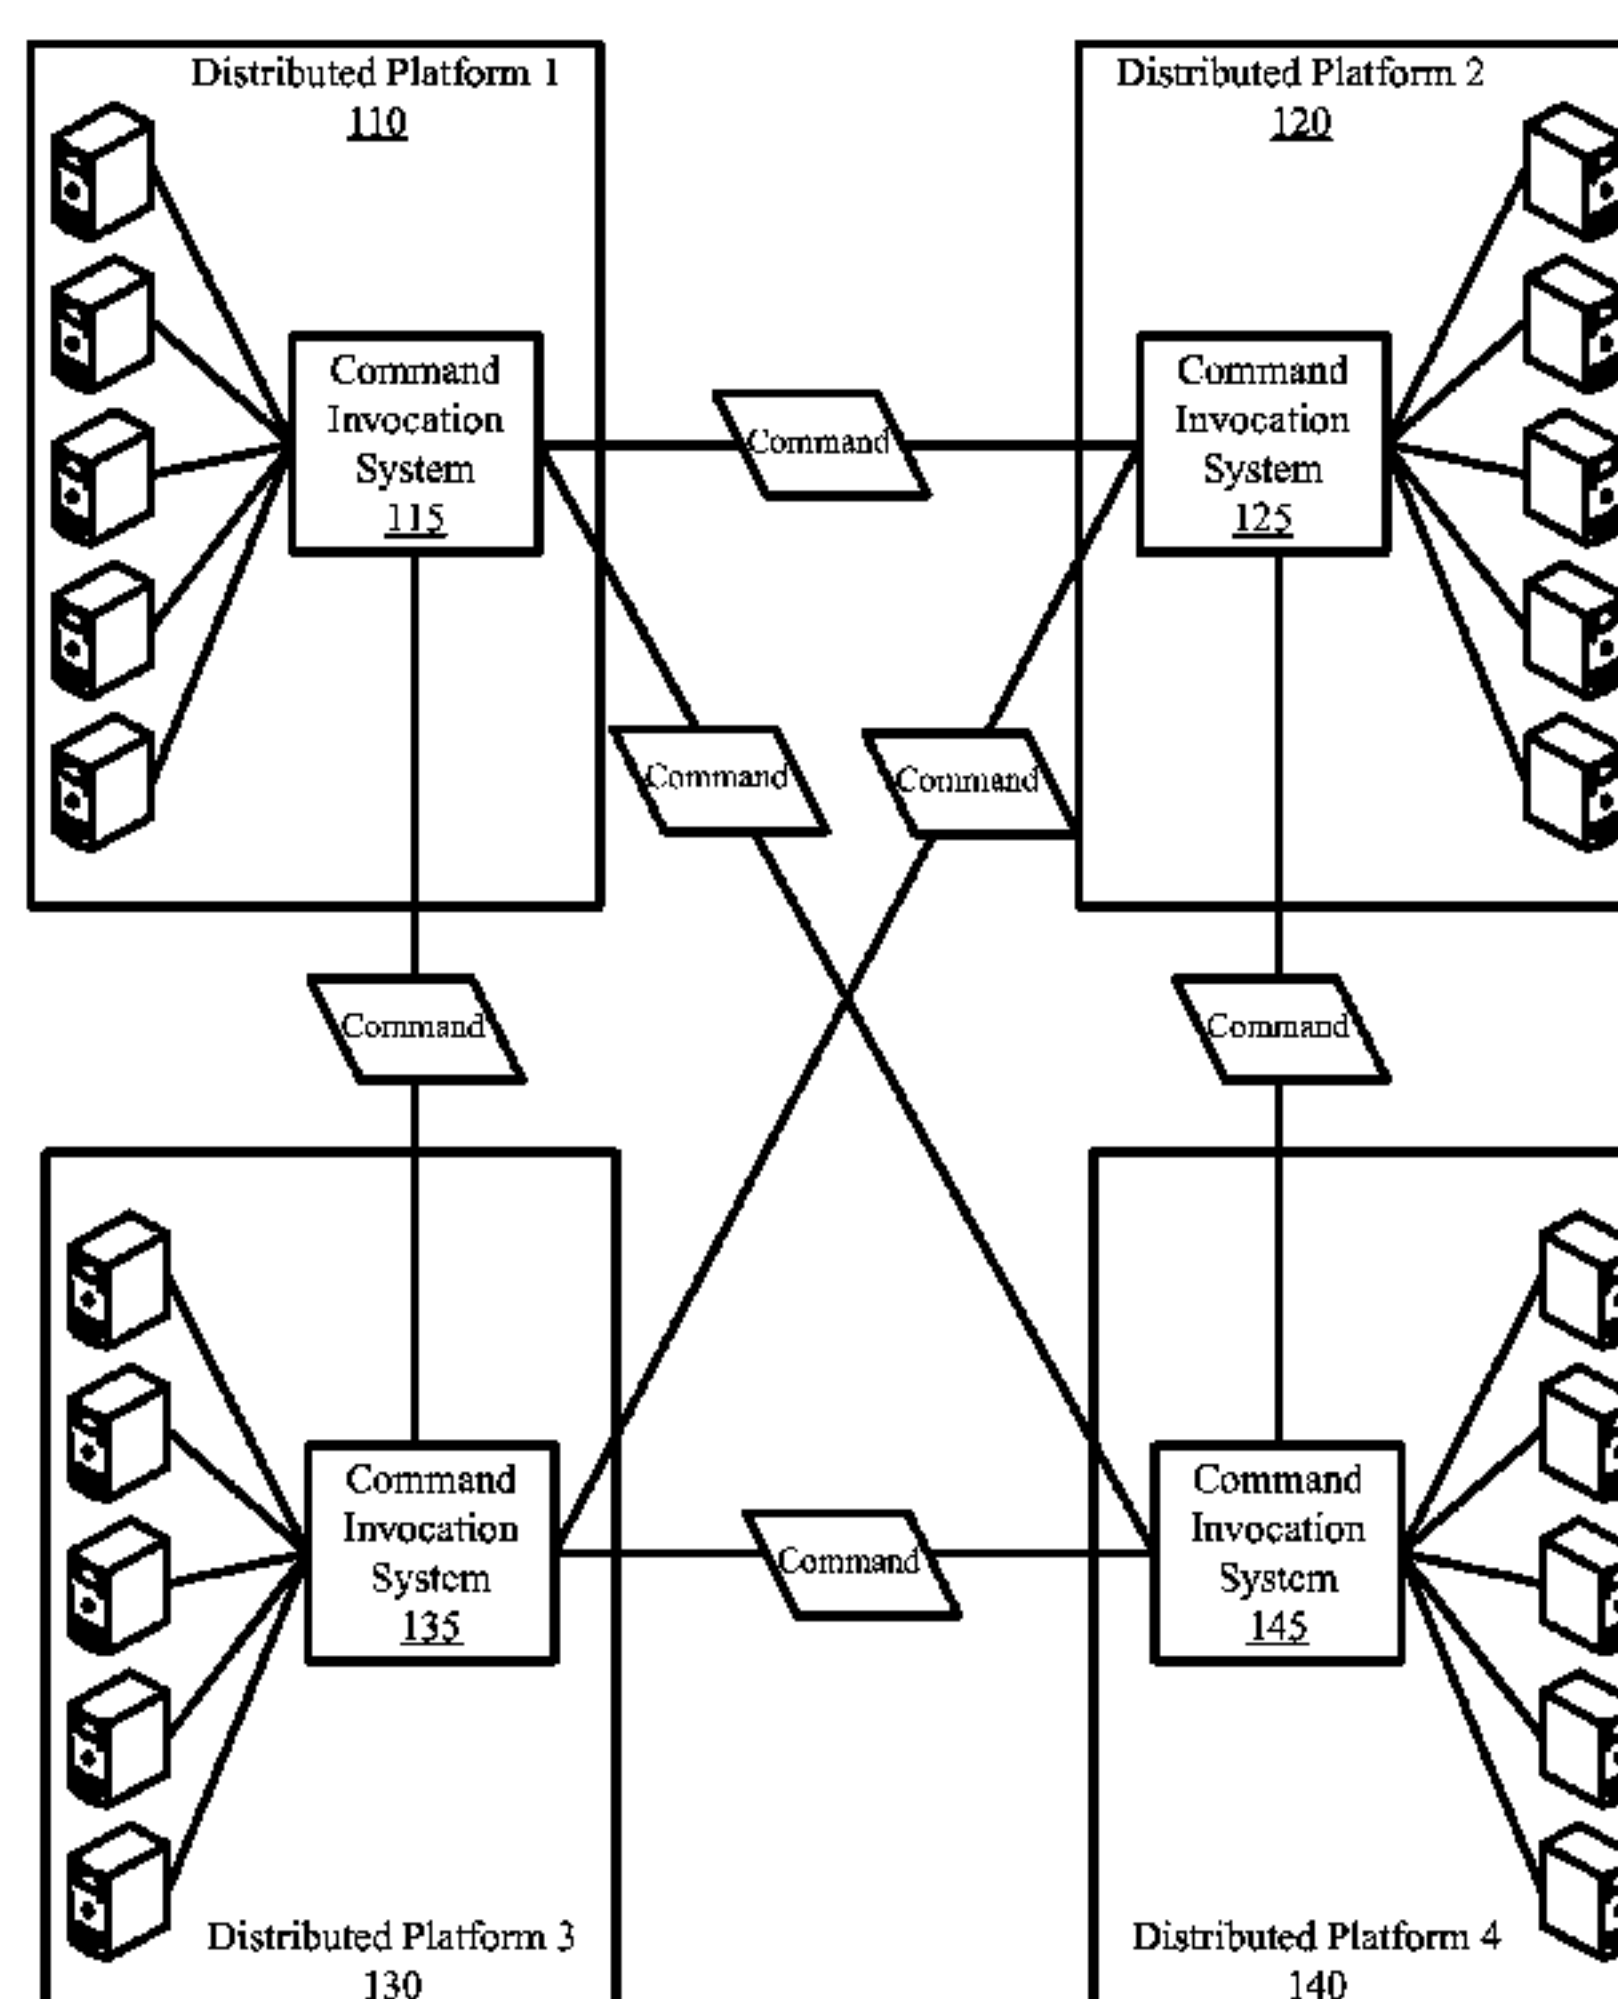 Distributed Platform 1
110
Distributed Platform 2
120
Command
Invocation
System
115
Command
Command
Invocation
System
125
Command
Command
Command
Command
Command
Invocation
System
135
Command
Command
Invocation
System
145
Distributed Platform 3
130
Distributed Platform 4
140